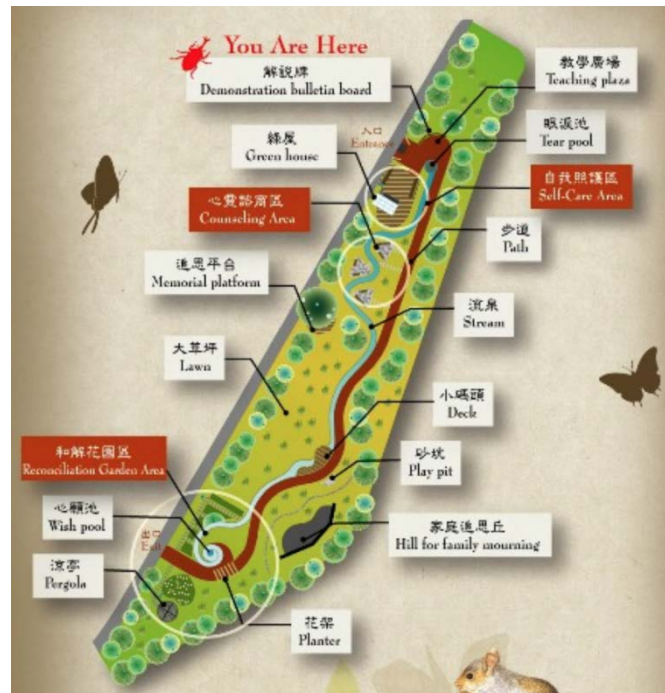 You Are Here
解說牌
Demonstration bulletin board
教學廣場
Teaching plaza
眼淚池
Tear pool
入口
Entrance
綠屋
Green house
自我照護區
Self-Care Area
心靈諮商區
Counseling Area
步道
Path
追思平台
Memorial platform
流泉
Stream
大草坪
Lawn
小碼頭
Deck
和解花園區
Reconciliation Garden Area
砂坑
Play pit
心願池
Wish pool
出口
Exit
家庭追思丘
Hill for family mourning
涼亭
Pergola
花架
Planter